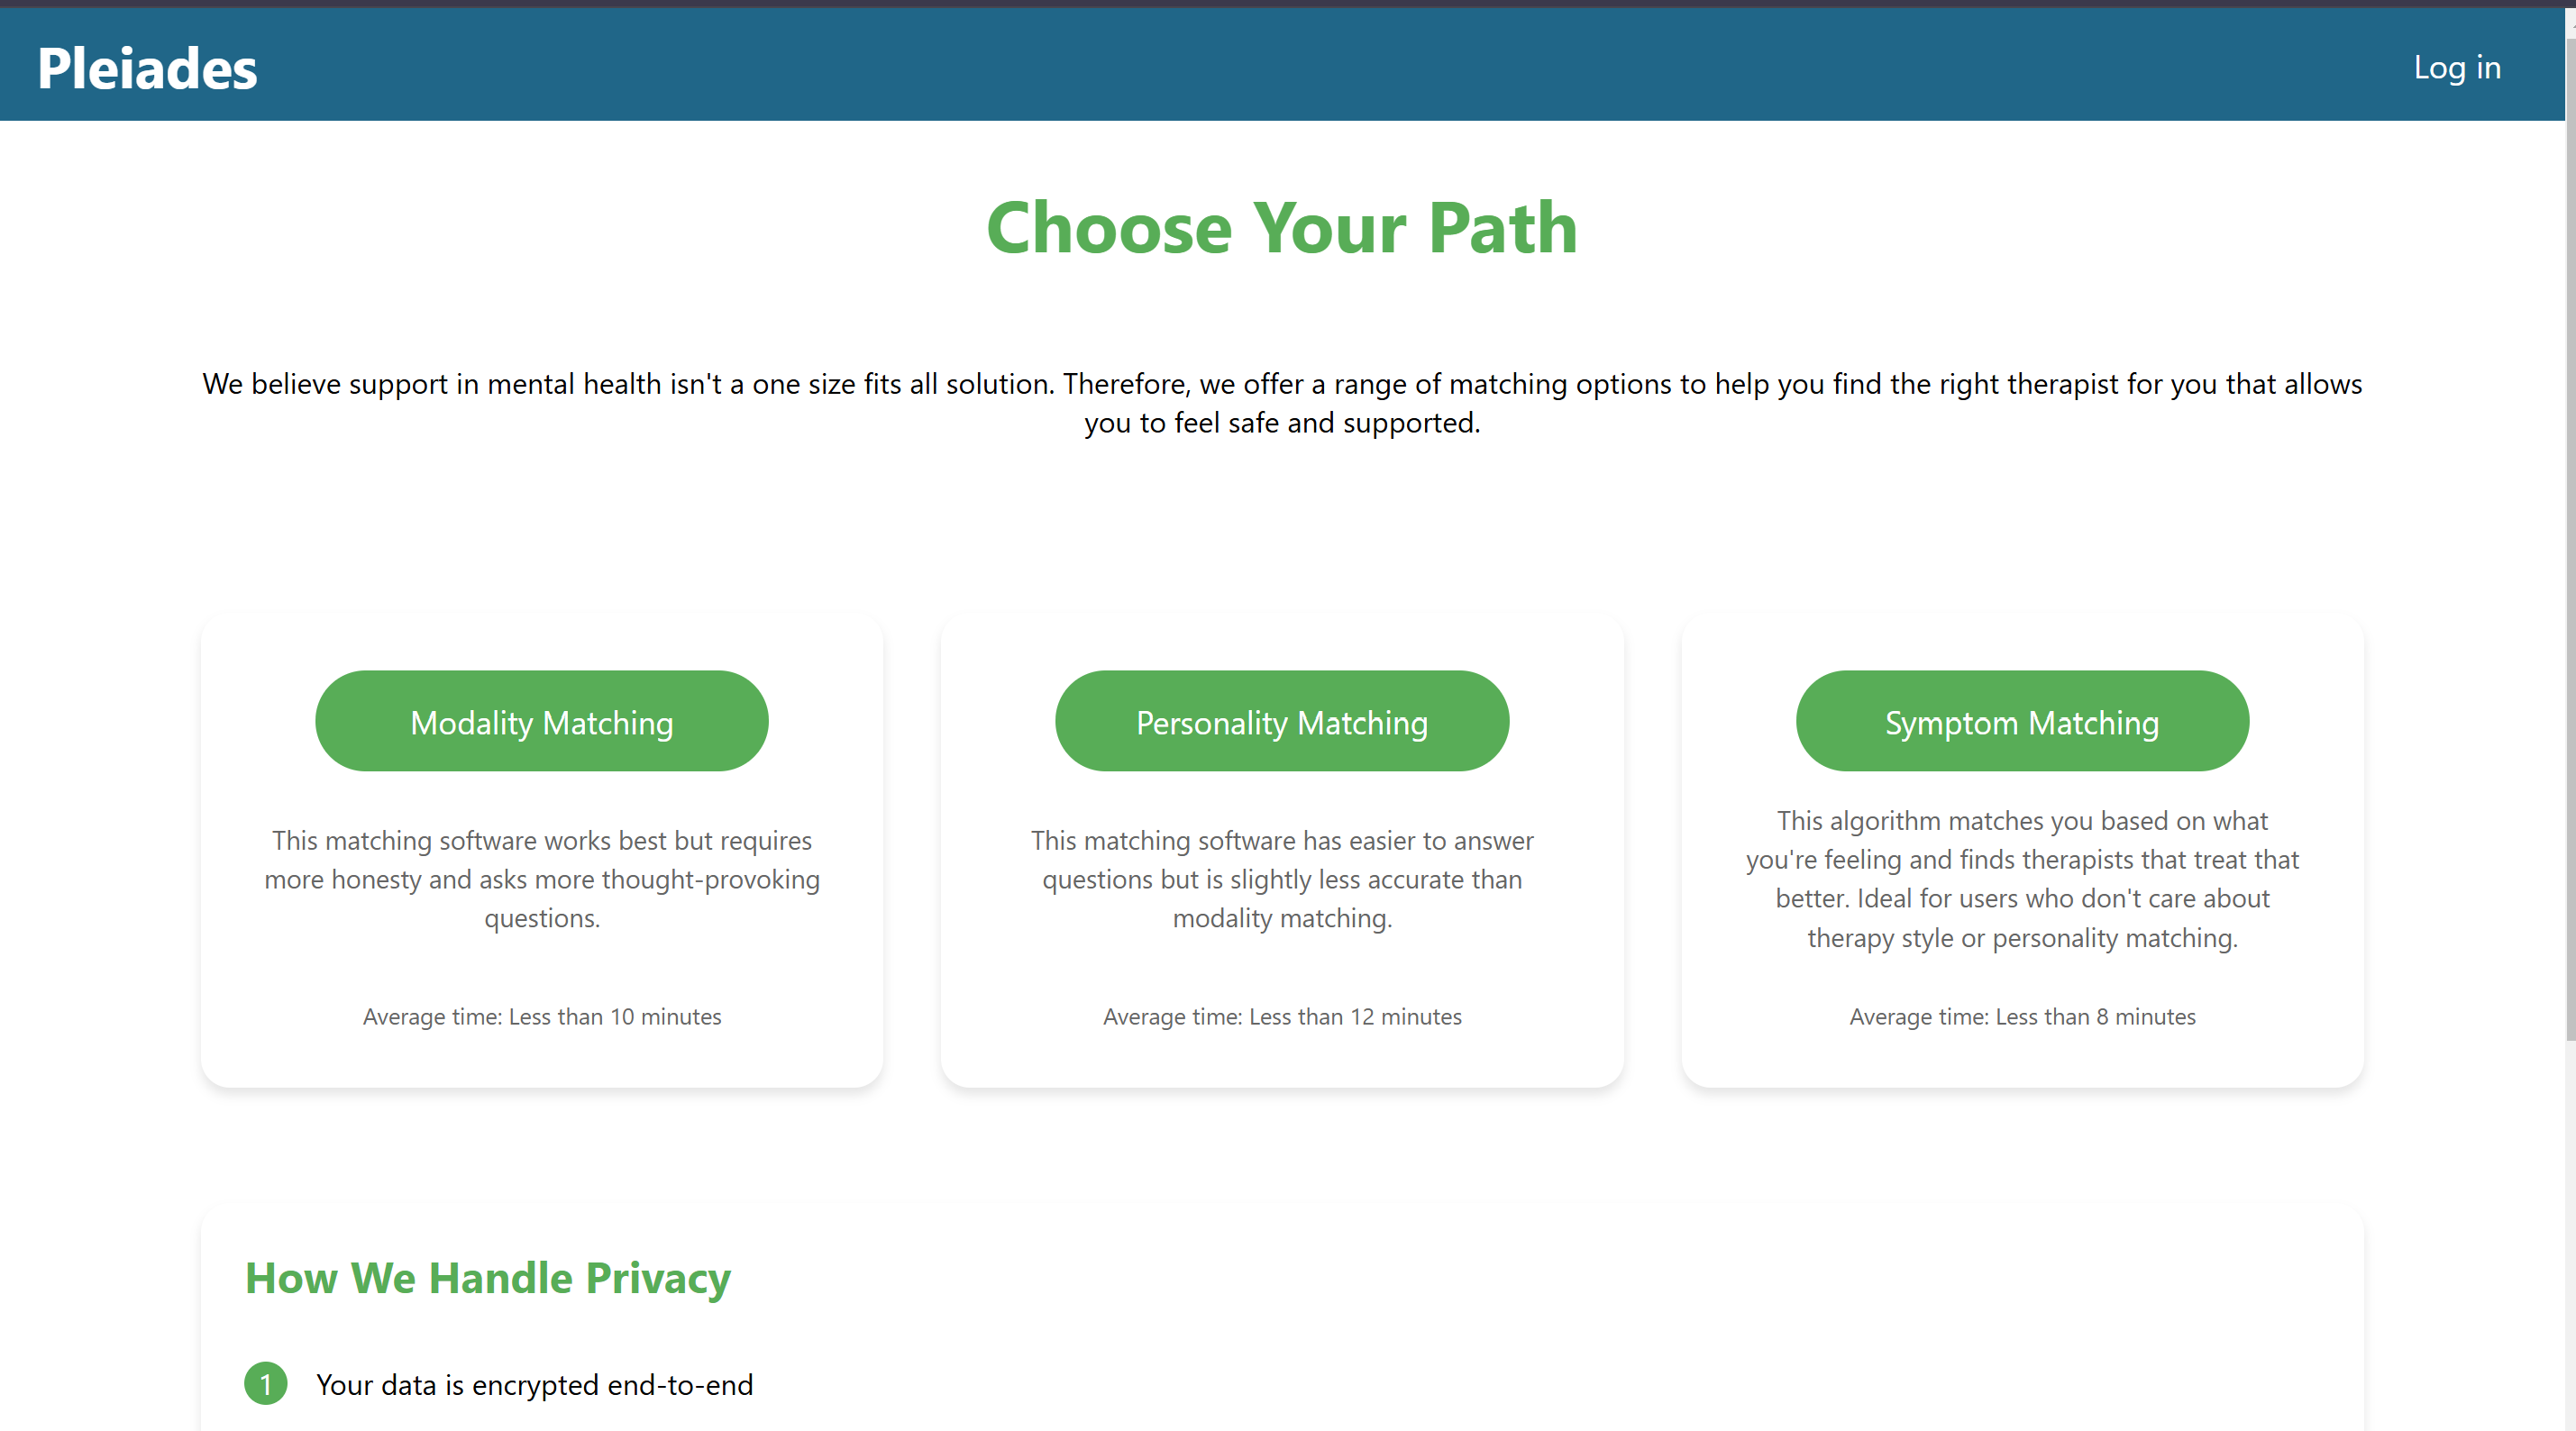 Pleiades
Log in
Choose Your Path
We believe support in mental health isn't a one size fits all solution. Therefore, we offer a range of matching options to help you find the right therapist for you that allows
you to feel safe and supported.
Modality Matching
This matching software works best but requires
more honesty and asks more thought-provoking
questions.
Average time: Less than 10 minutes
Personality Matching
This matching software has easier to answer
questions but is slightly less accurate than
modality matching.
Average time: Less than 12 minutes
Symptom Matching
This algorithm matches you based on what
you're feeling and finds therapists that treat that
better. Ideal for users who don't care about
therapy style or personality matching.
Average time: Less than 8 minutes
How We Handle Privacy
1 Your data is encrypted end-to-end